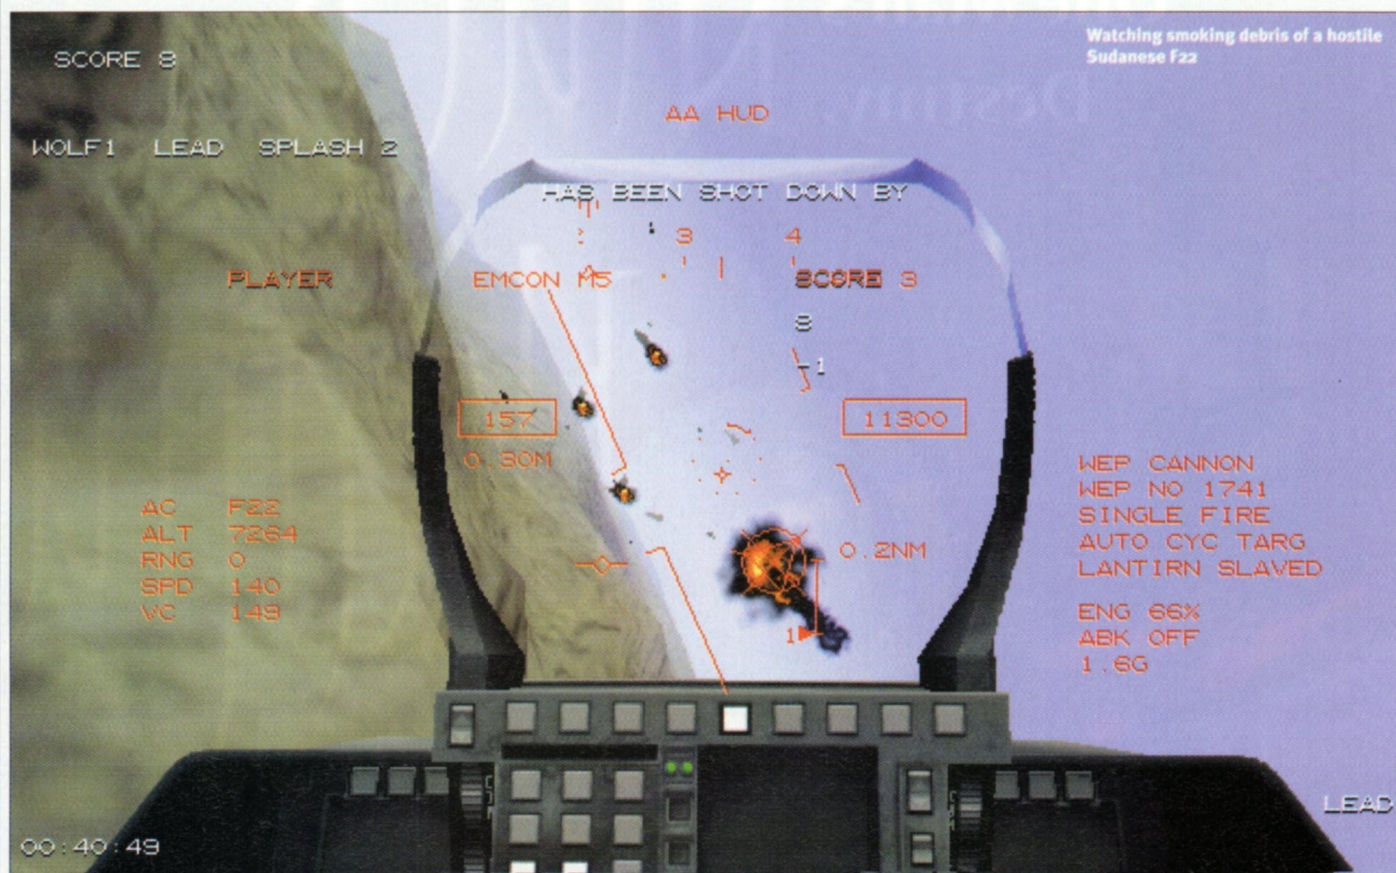 Watching smoking debris of a hostile
Sudanese F22
SCORE 8
AA HUD
WOLF1 LEAD SPLASH 2
HAS BEEN SHOT DOWN BY
3 4
PLAYER
EMCON M5
SCORE 3
8
-1
157
11300
0.30M
WEP CANNON
WEP NO 1741
SINGLE FIRE
AUTO CYC TARG
LANTIRN SLAVED
ENG 66%
ABK OFF
1.6G
AC F22
ALT 7264
RNG 0
SPD 140
VC 149
0.2NM
1
LEAD
00:40:49